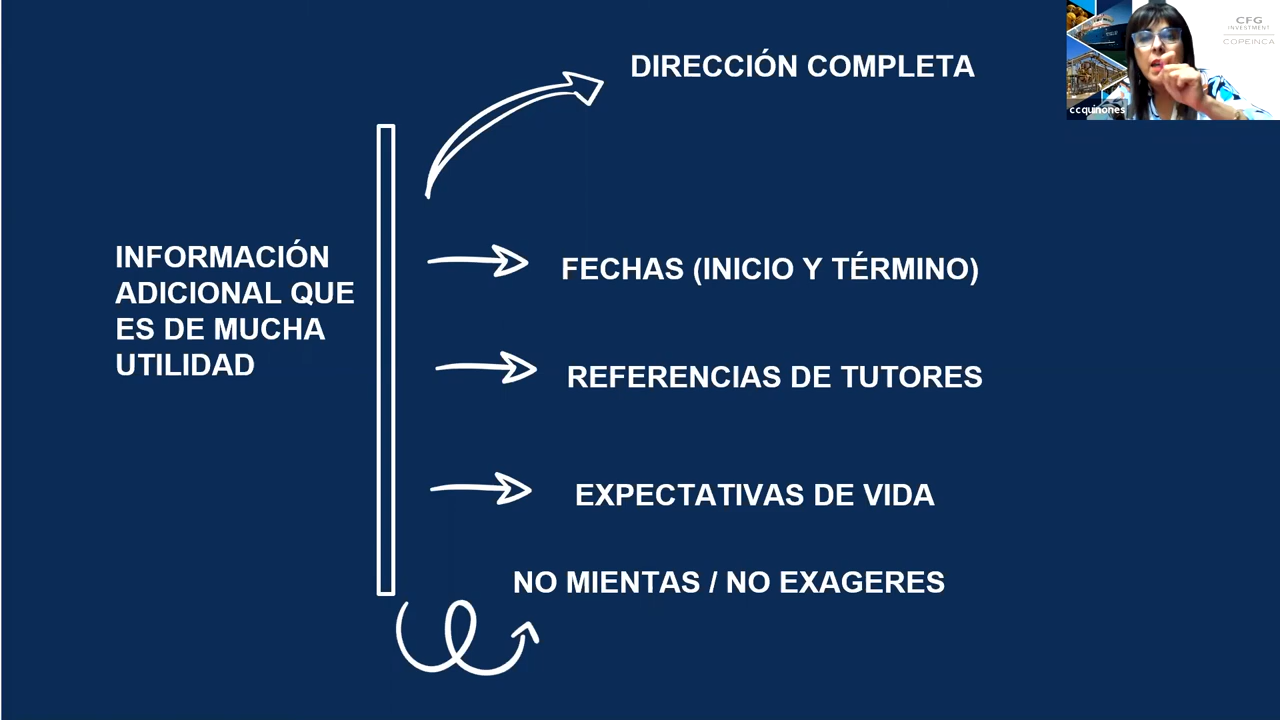 DIRECCIÓN COMPLETA
CFG
INVESTMENT
COPEINCA
ccquinones
INFORMACIÓN
ADICIONAL QUE
ES DE MUCHA
UTILIDAD
FECHAS (INICIO Y TÉRMINO)
REFERENCIAS DE TUTORES
EXPECTATIVAS DE VIDA
NO MIENTAS / NO EXAGERES